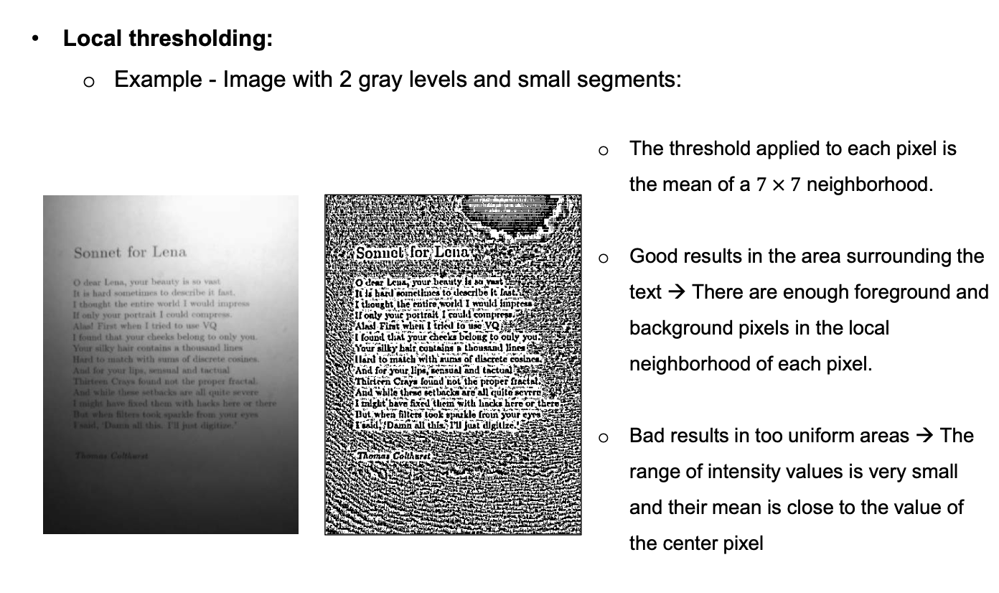 • Local thresholding:
o Example - Image with 2 gray levels and small segments:
o The threshold applied to each pixel is
the mean of a 7 × 7 neighborhood.
o Good results in the area surrounding the
text → There are enough foreground and
background pixels in the local
neighborhood of each pixel.
o Bad results in too uniform areas → The
range of intensity values is very small
and their mean is close to the value of
the center pixel
Sonnet for Lena
O dear Lena, your beauty is so vast
It is hard sometimes to describe it fast.
I thought the entire world I would impress
If only your portrait I could compress.
Alas! First when I tried to use VQ
I found that your cheeks belong to only you.
Your silky hair contains a thousand lines
Hard to match with sums of discrete cosines.
And for your lips, sensual and tactual
Thirteen Crays found not the proper fractal.
And while these setbacks are all quite severe
I might have fixed them with hacks here or there
But when filters took sparkle from your eyes
I said, 'Damn all this. I'll just digitize.'
Thomas Colthurst
Sonnet for Lena
O dear Lena, your beauty is so vast
It is hard sometimes to describe it fast.
I thought the entire world I would impress
If only your portrait I could compress.
Alas! First when I tried to use VQ
I found that your cheeks belong to only you.
Your silky hair contains a thousand lines
Hard to match with sums of discrete cosines.
And for your lips, sensual and tactual
Thirteen Crays found not the proper fractal.
And while these setbacks are all quite severe
I might have fixed them with hacks here or there
But when filters took sparkle from your eyes
I said, 'Damn all this. I'll just digitize.'
Thomas Colthurst